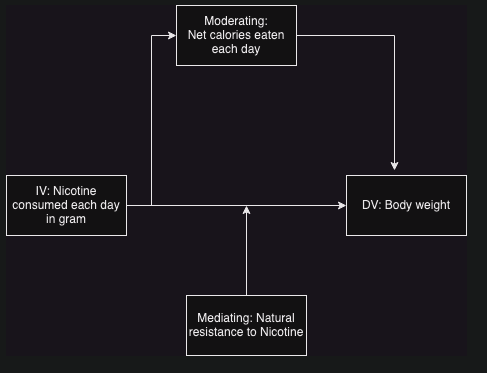 Moderating:
Net calories eaten
each day
IV: Nicotine
consumed each day
in gram
DV: Body weight
Mediating: Natural
resistance to Nicotine